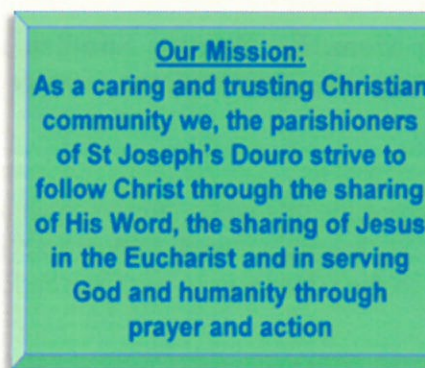 Our Mission:
As a caring and trusting Christian
community we, the parishioners
of St Joseph's Douro strive to
follow Christ through the sharing
of His Word, the sharing of Jesus
in the Eucharist and in serving
God and humanity through
prayer and action